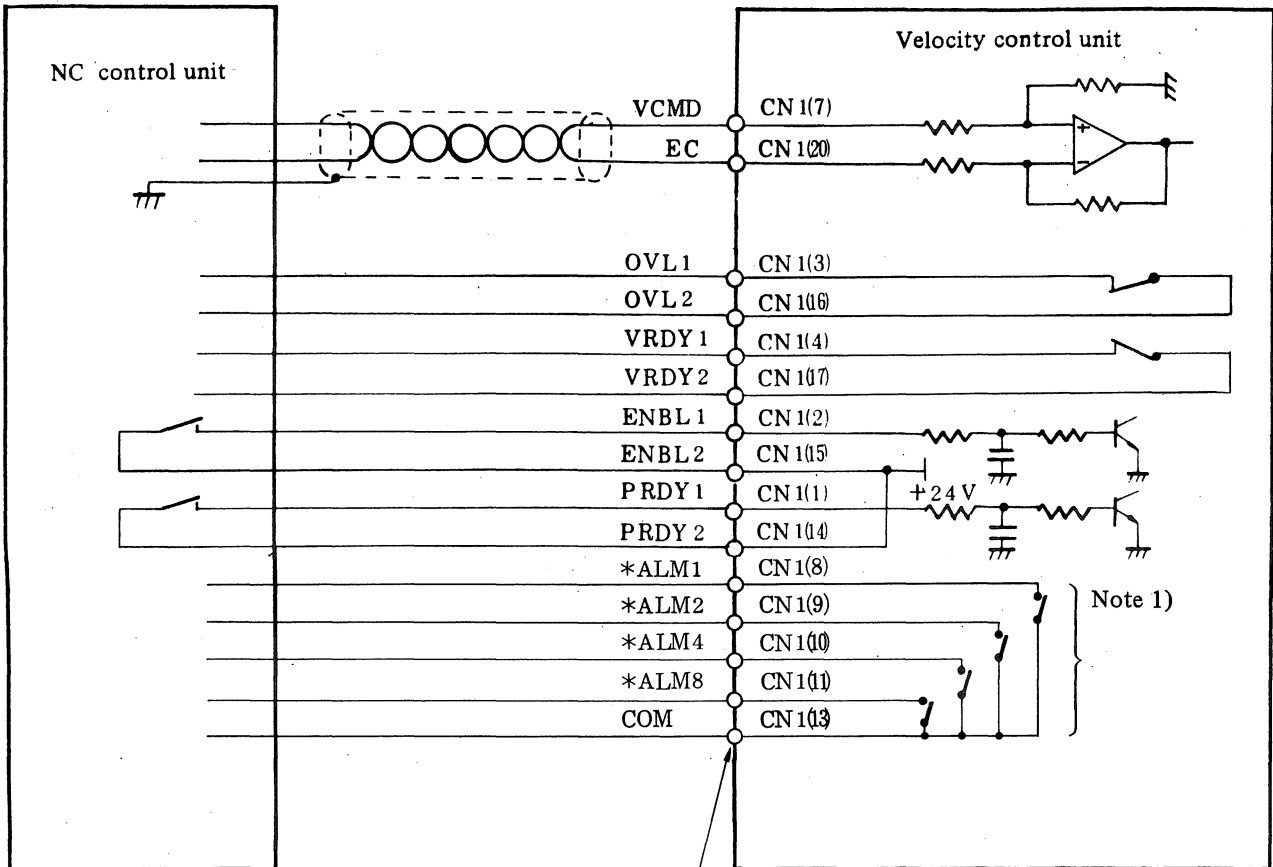 Velocity control unit
NC control unit
VCMD CN1(7)
EC CN1(20)
+
−
OVL1 CN1(3)
OVL2 CN1(16)
VRDY1 CN1(4)
VRDY2 CN1(17)
ENBL1 CN1(2)
ENBL2 CN1(15)
+24V
PRDY1 CN1(1)
PRDY2 CN1(14)
*ALM1 CN1(8)
*ALM2 CN1(9)
*ALM4 CN1(10)
*ALM8 CN1(11)
COM CN1(13)
Note 1)